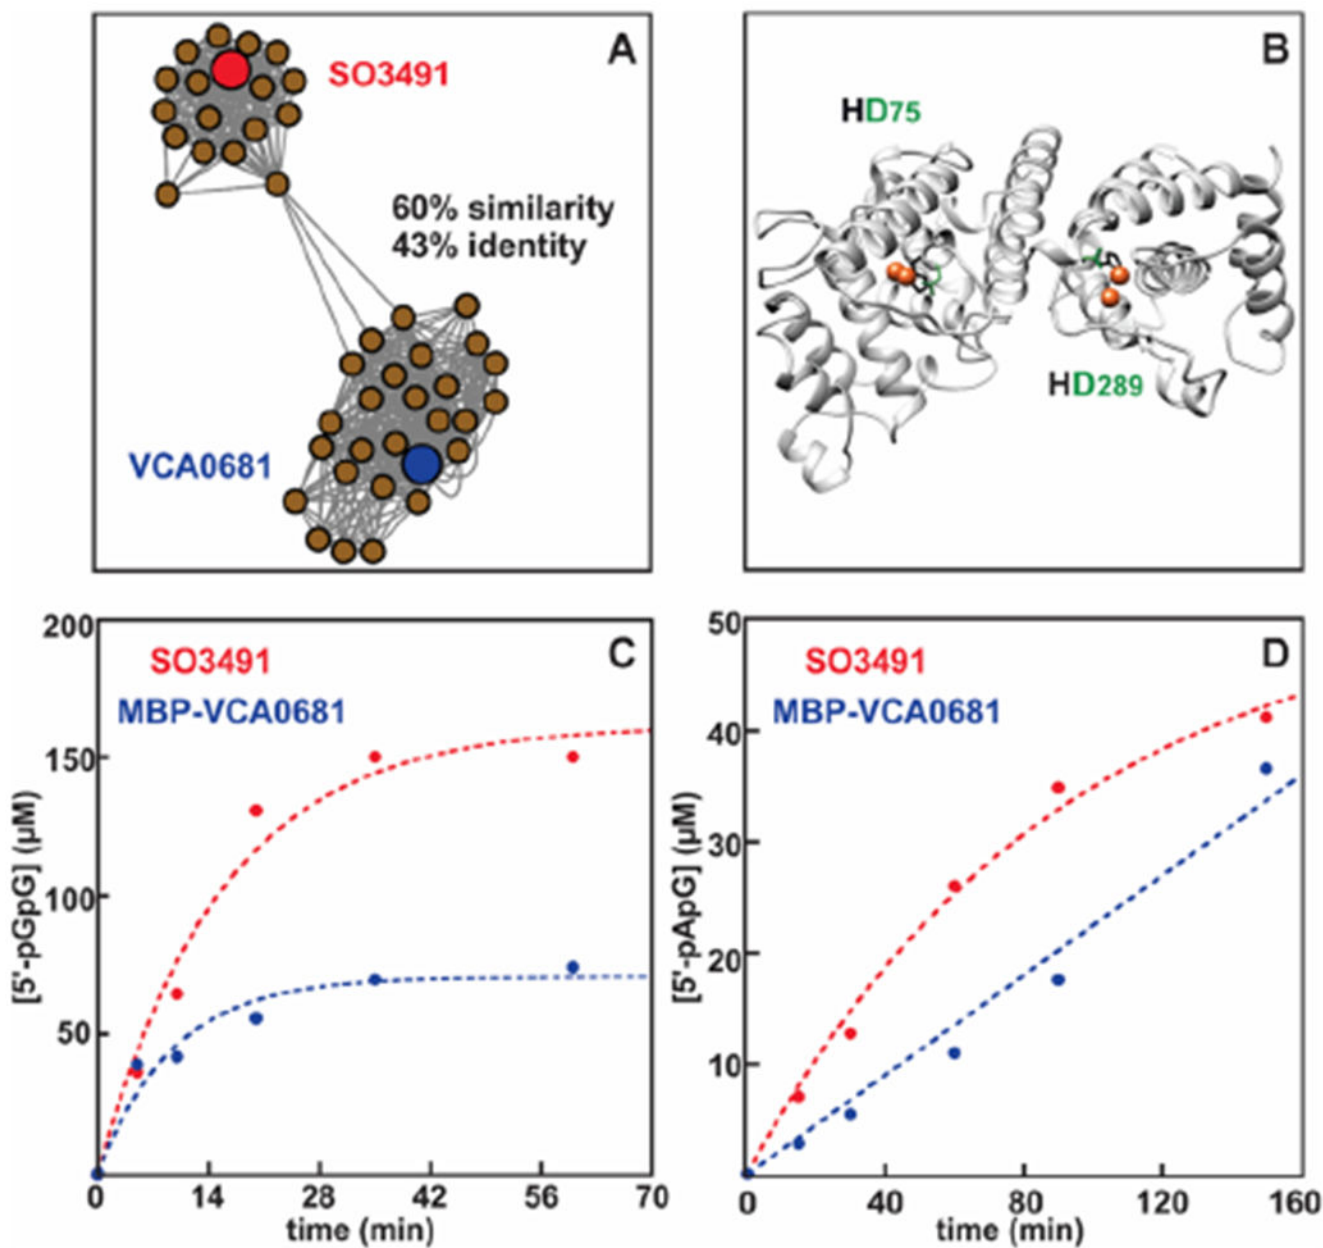 A
SO3491
60% similarity
43% identity
VCA0681
B
HD75
HD289
C
SO3491
MBP-VCA0681
200
150
100
50
[5'-pGpG] (μM)
0 14 28 42 56 70
time (min)
D
SO3491
MBP-VCA0681
50
40
30
20
10
[5'-pApG] (μM)
0 40 80 120 160
time (min)